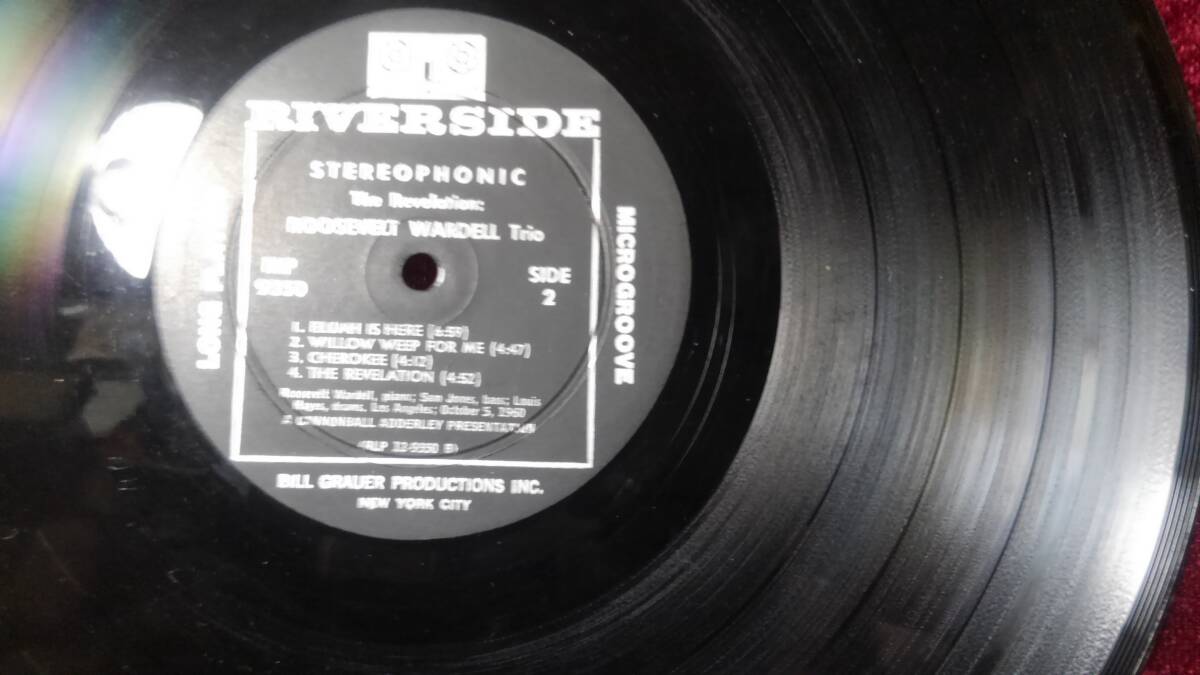 RIVERSIDE
STEREOPHONIC
The Revelation:
ROOSEVELT WARDELL Trio
RLP
9350
SIDE
2
LONG PLAYING
MICROGROOVE
1. ELIJAH IS HERE (6:59)
2. WILLOW WEEP FOR ME (4:47)
3. CHEROKEE (4:12)
4. THE REVELATION (4:52)
Roosevelt Wardell, piano; Sam Jones, bass; Louis
Hayes, drums. Los Angeles; October 5, 1960
A CANNONBALL ADDERLEY PRESENTATION
(RLP 12-9350 B)
BILL GRAUER PRODUCTIONS INC.
NEW YORK CITY